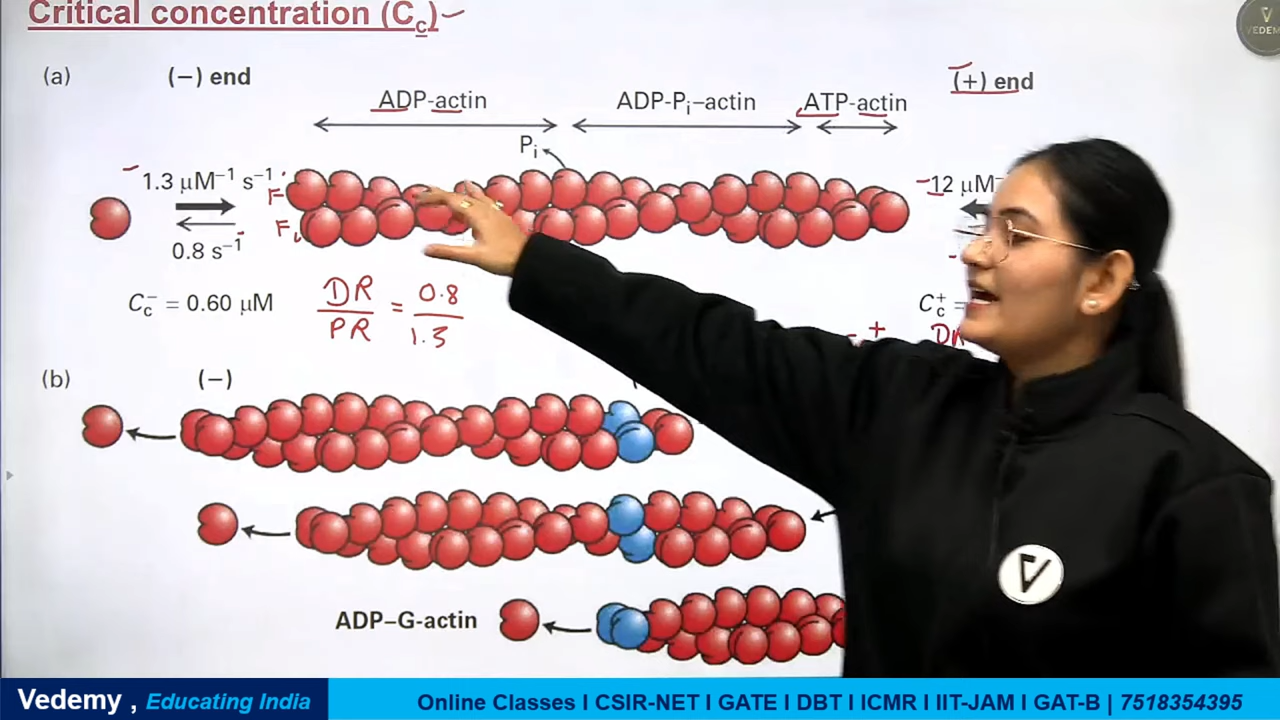 Critical concentration (Cc)
VEDEM
(a)
(−) end
(+) end
ADP-actin
ADP-Pi–actin
ATP-actin
Pi
1.3 μM−1 s−1
12 μM−
F
F
0.8 s−1
Cc− = 0.60 μM
Cc+ =
DR
PR
=
0.8
1.3
+
(b)
(−)
ADP–G-actin
Vedemy , Educating India
Online Classes I CSIR-NET I GATE I DBT I ICMR I IIT-JAM I GAT-B | 7518354395